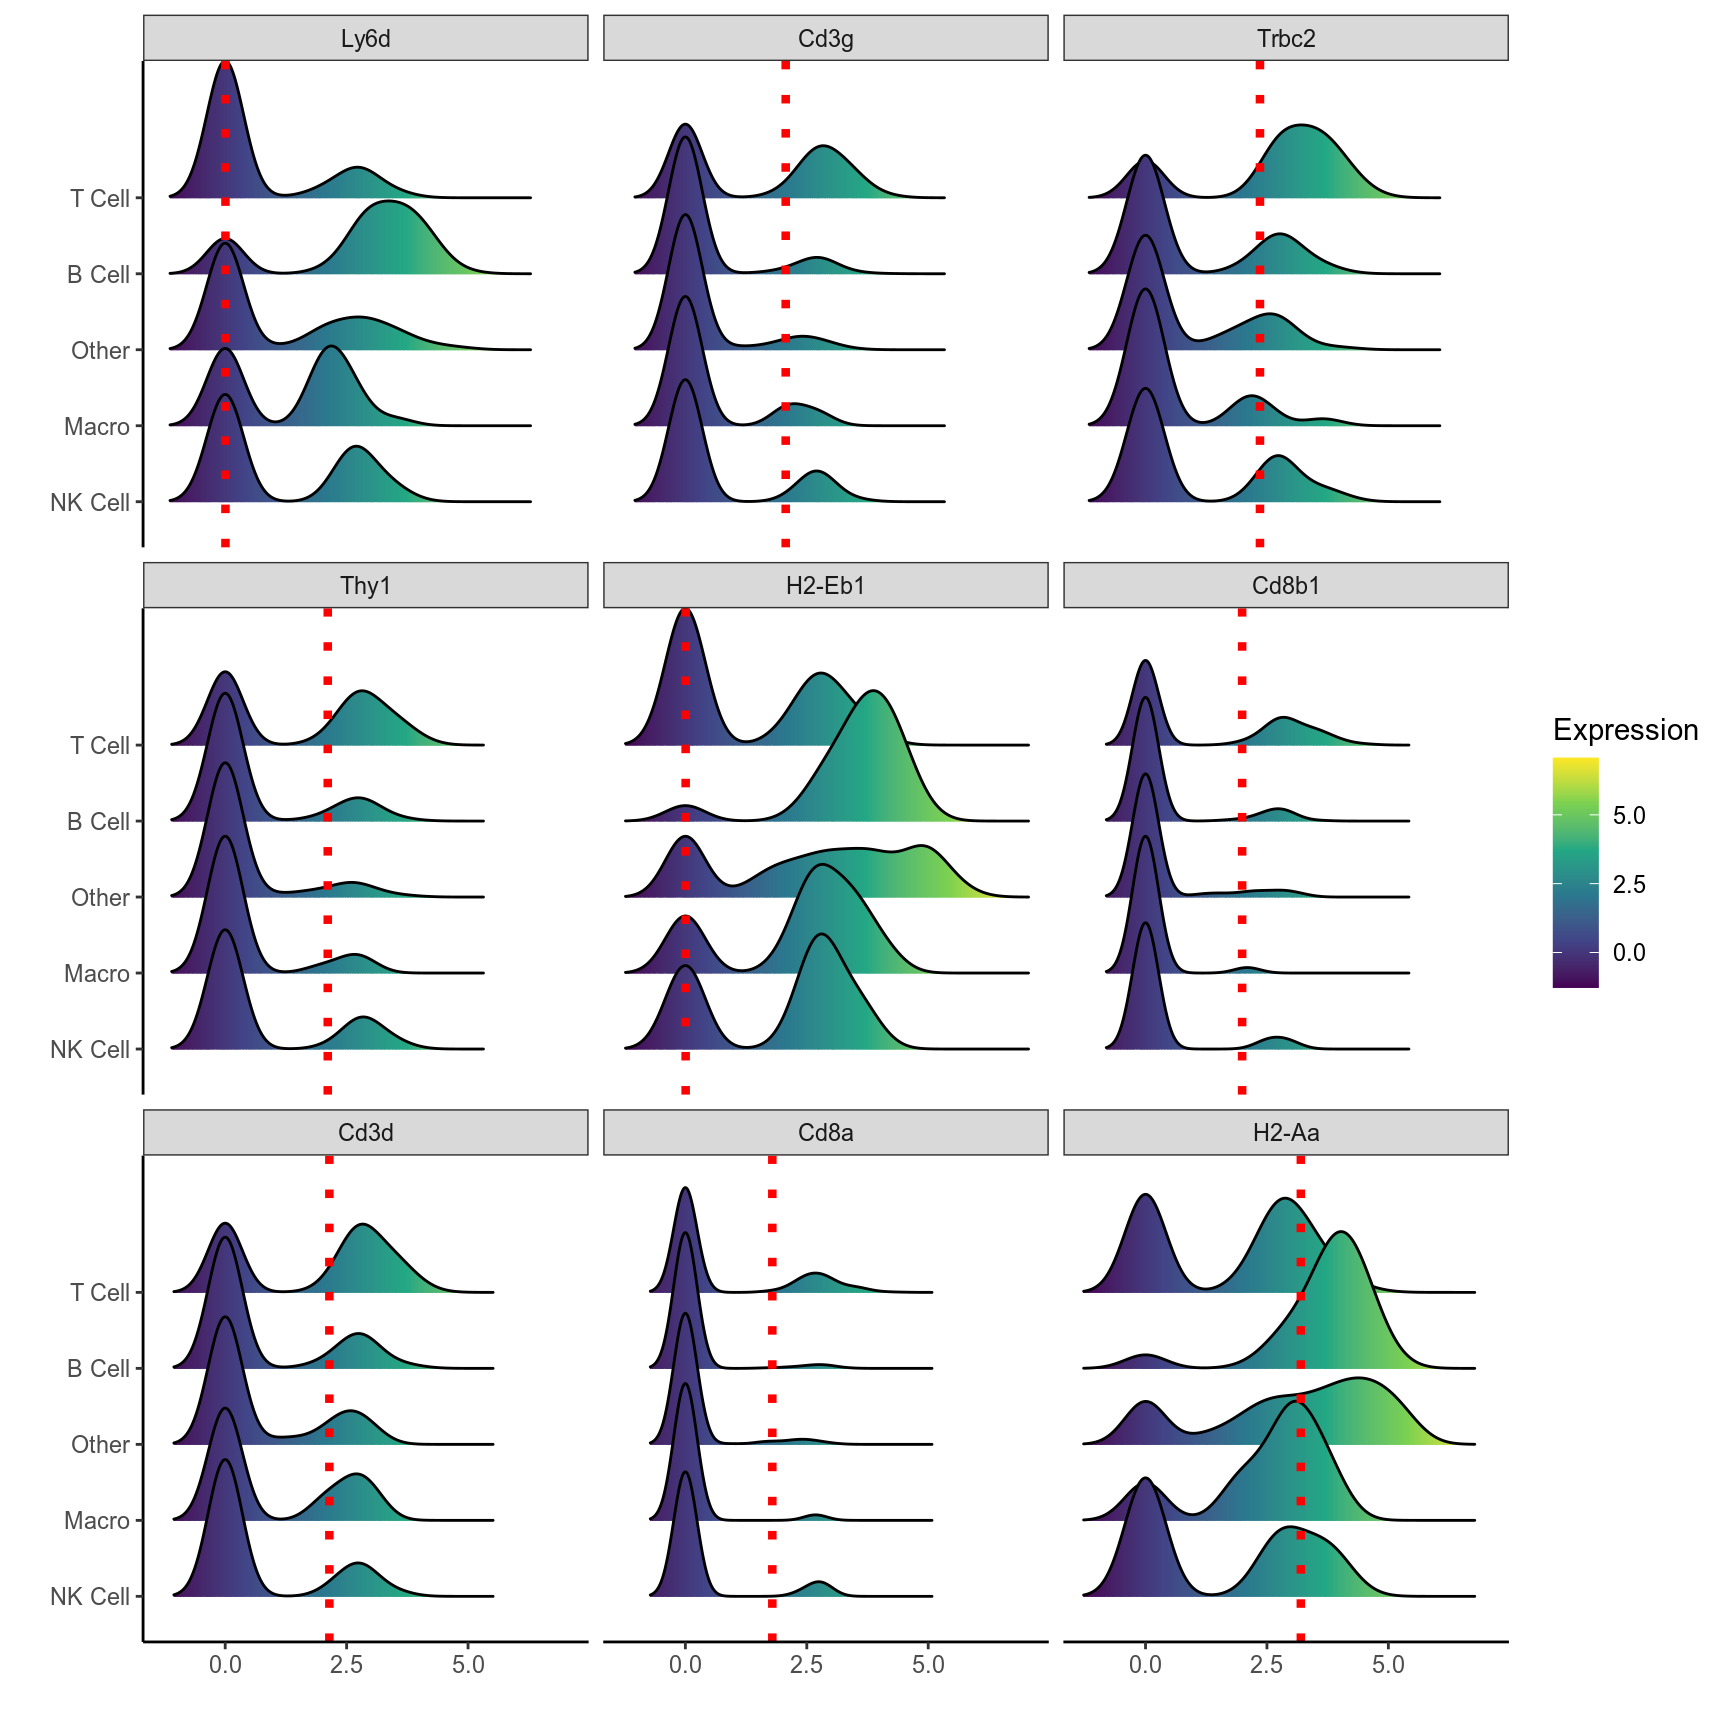 Ly6d Cd3g Trbc2
T Cell
B Cell
Other
Macro
NK Cell
Thy1 H2-Eb1 Cd8b1
T Cell
B Cell
Other
Macro
NK Cell
Expression
5.0
2.5
0.0
Cd3d Cd8a H2-Aa
T Cell
B Cell
Other
Macro
NK Cell
0.0 2.5 5.0 0.0 2.5 5.0 0.0 2.5 5.0